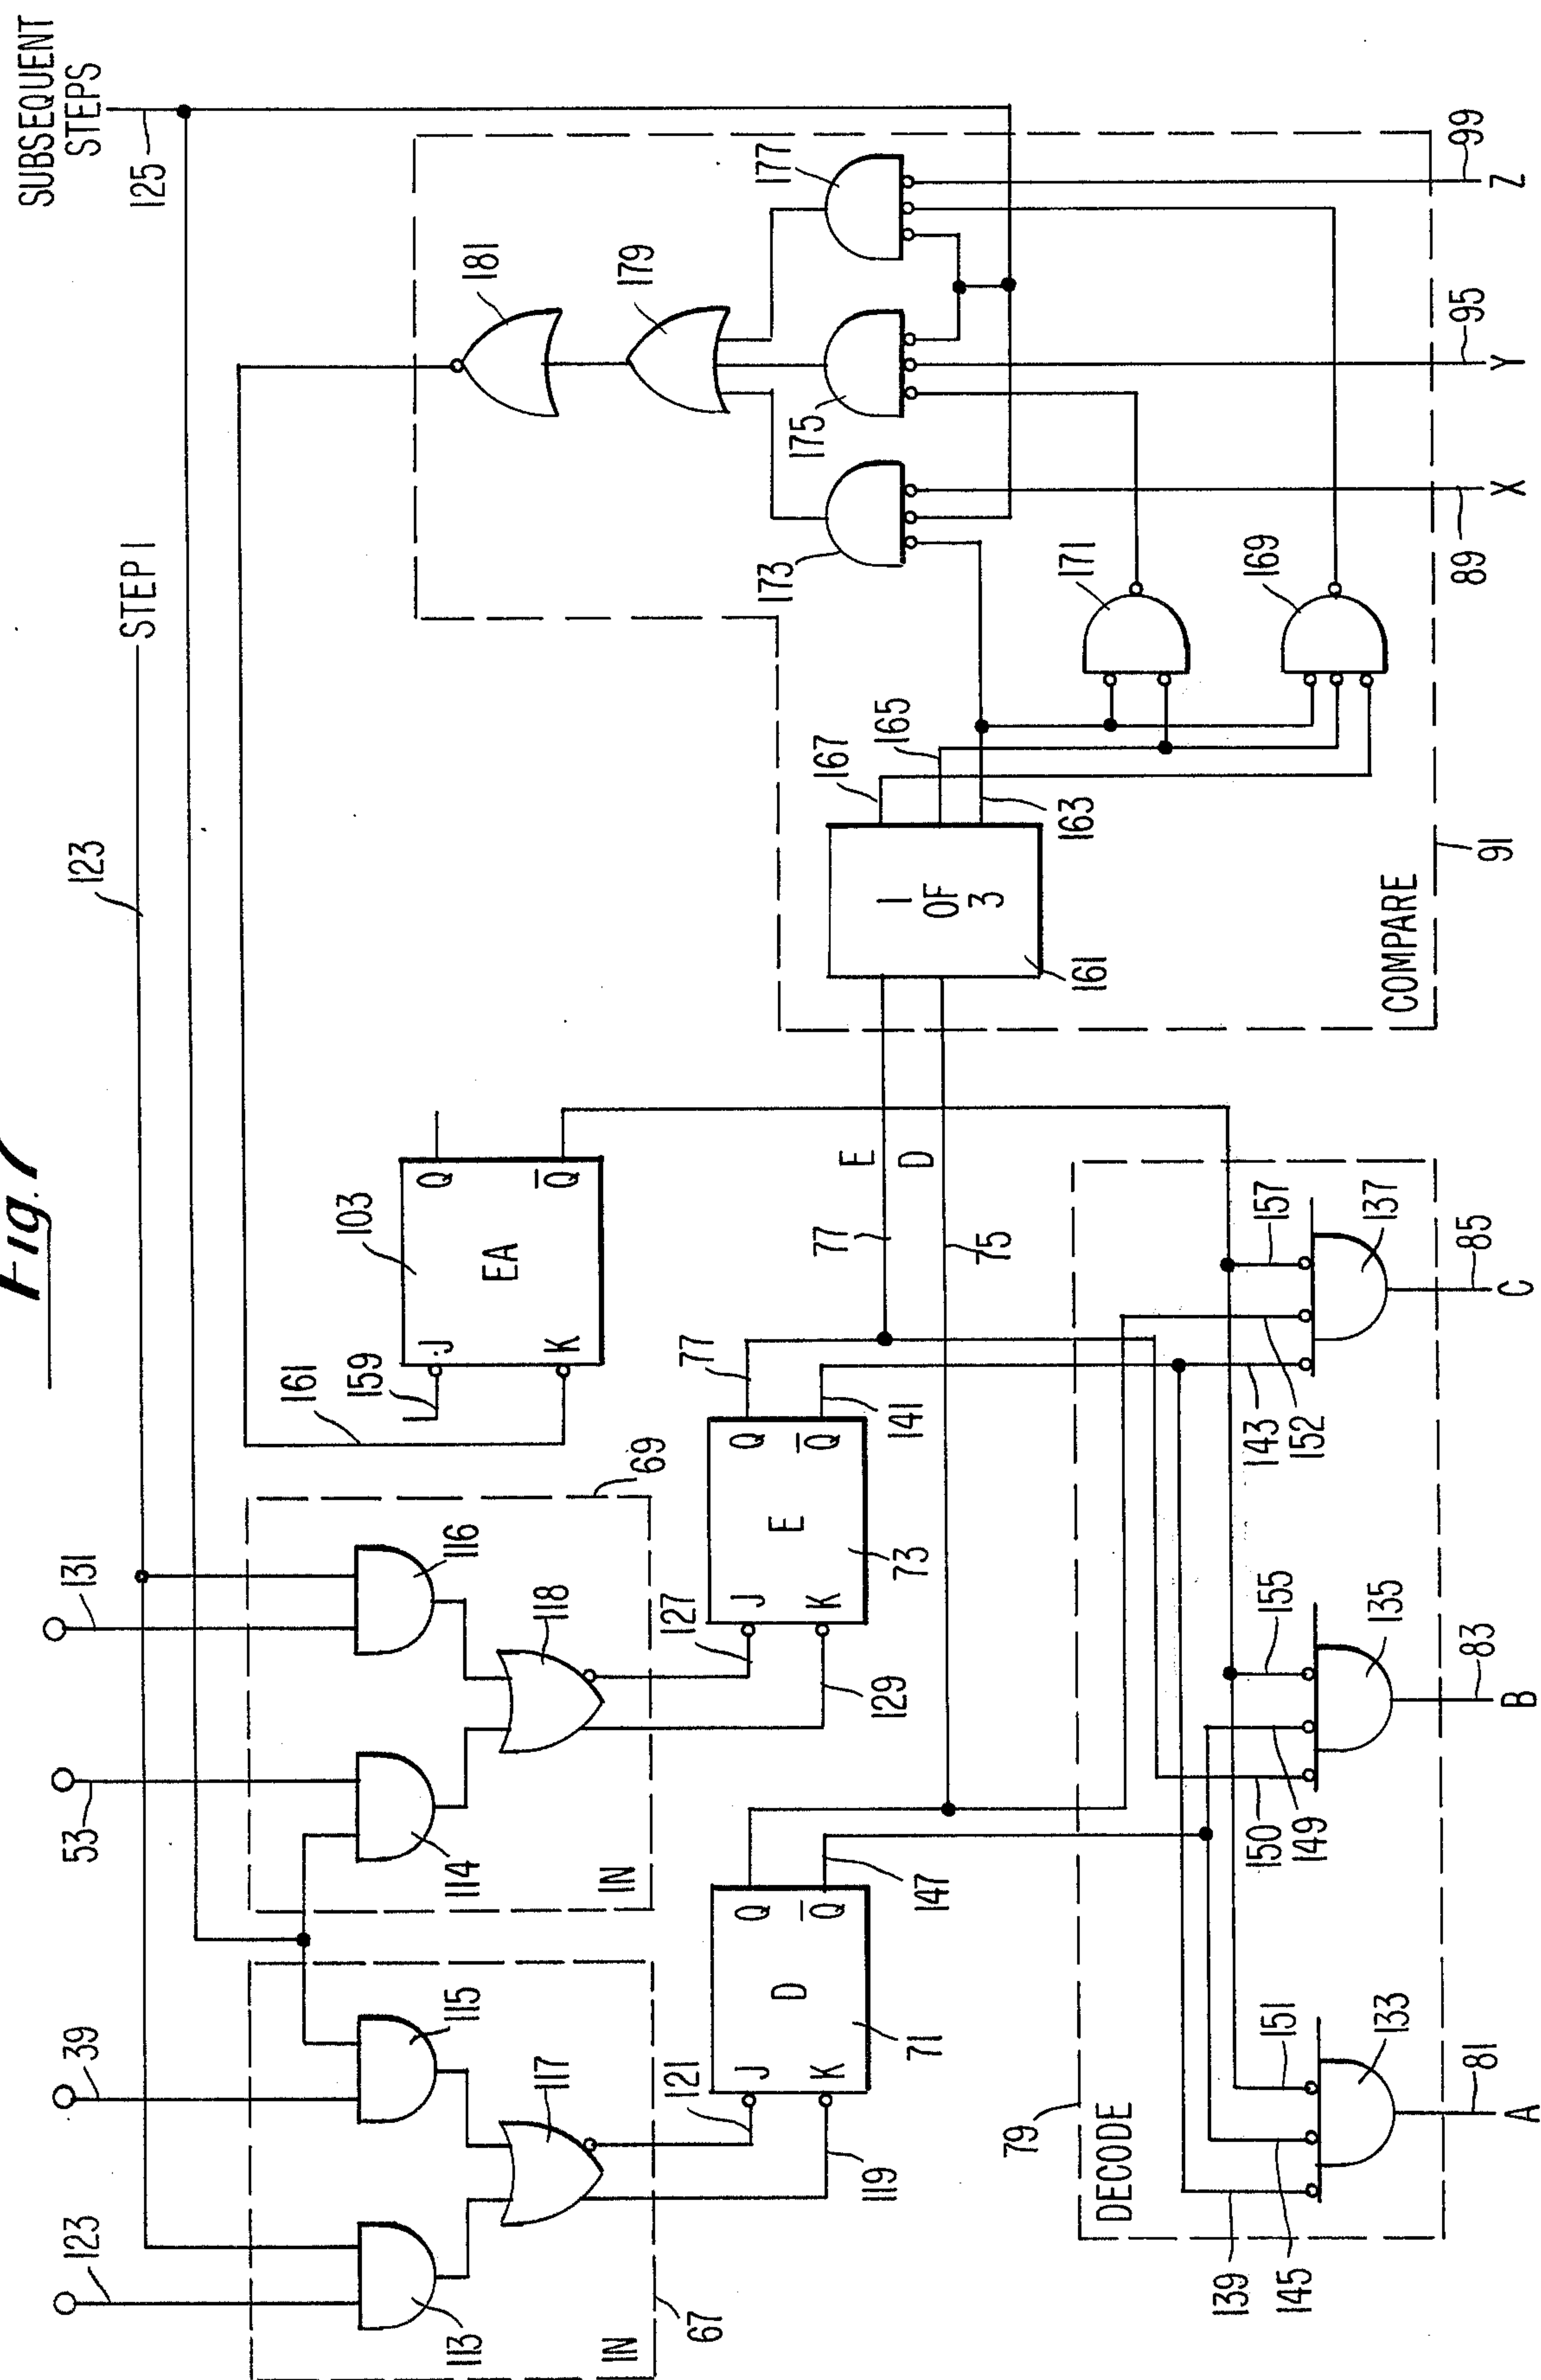 Fig. 7
SUBSEQUENT
STEPS
125
STEP 1
123
181
179
177
175
173
171
169
167
165
163
1
OF
3
161
COMPARE
91
X
89
Y
95
Z
99
103
Q
Q
EA
J
K
159
161
E
D
77
75
69
131
116
118
53
114
IN
127
129
77
141
Q
Q
E
J
K
73
123
39
115
113
117
IN
67
121
119
Q
Q
D
J
K
71
147
79
DECODE
157
137
143
152
85
C
155
135
150
149
83
B
151
133
139
145
81
A